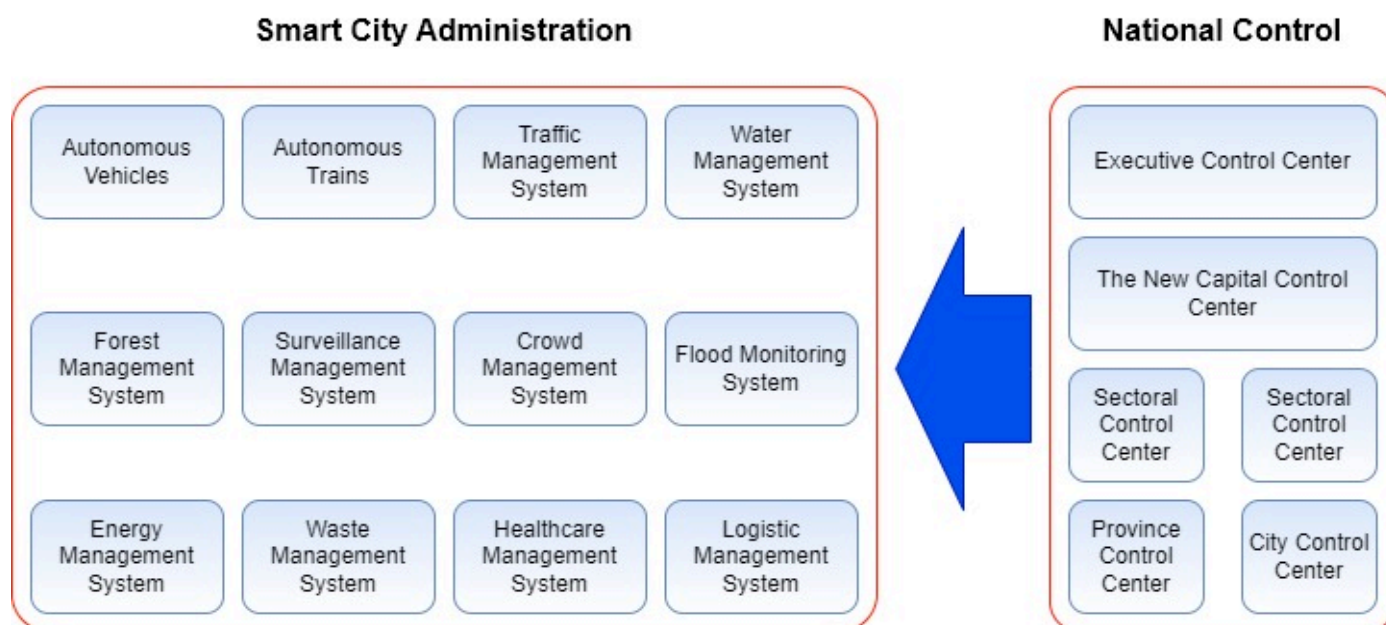 Smart City Administration
National Control
Autonomous
Vehicles
Autonomous
Trains
Traffic
Management
System
Water
Management
System
Forest
Management
System
Surveillance
Management
System
Crowd
Management
System
Flood Monitoring
System
Energy
Management
System
Waste
Management
System
Healthcare
Management
System
Logistic
Management
System
Executive Control Center
The New Capital Control
Center
Sectoral
Control
Center
Sectoral
Control
Center
Province
Control
Center
City Control
Center